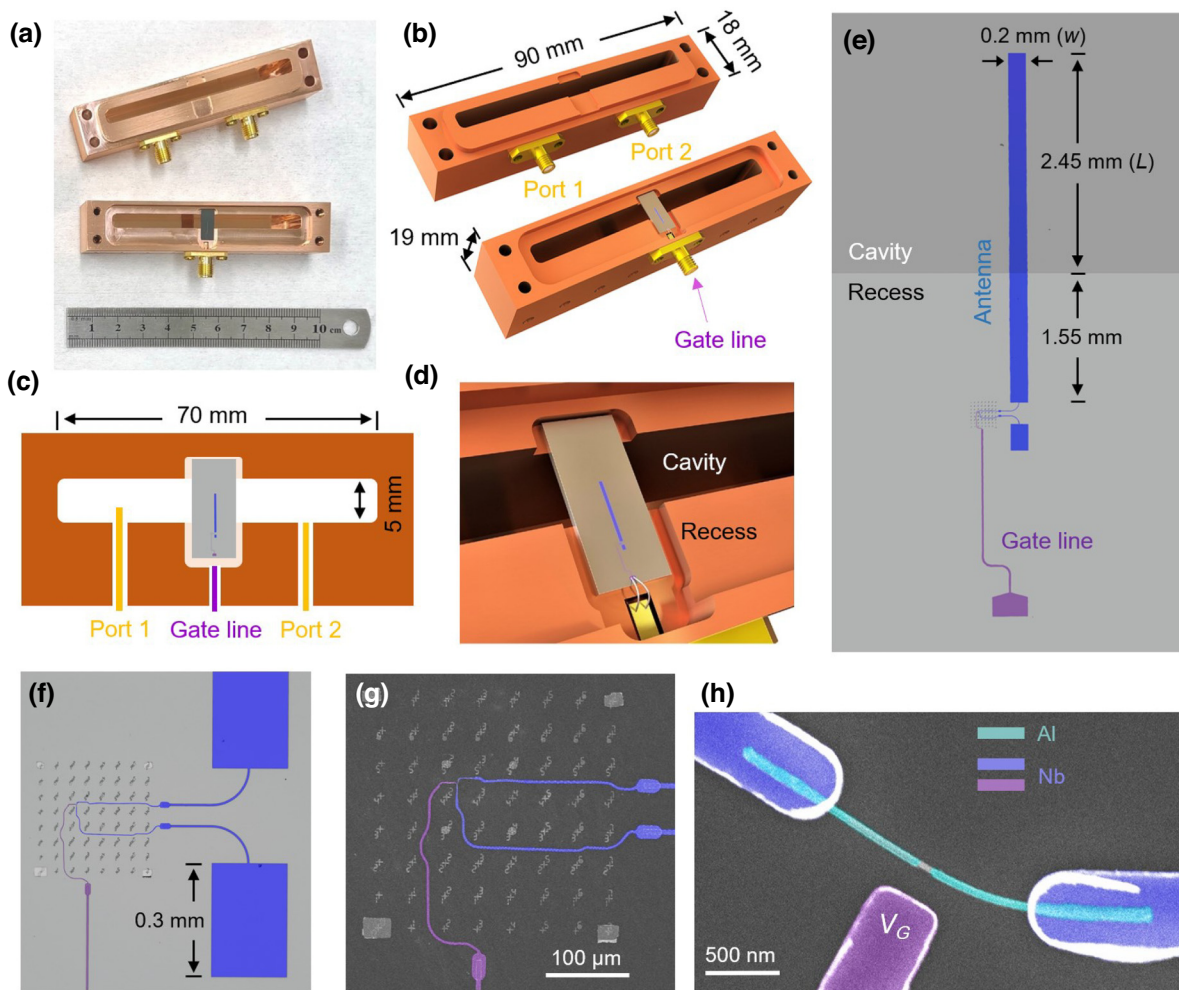 (a)
1 2 3 4 5 6 7 8 9 10 cm
(b)
90 mm
18 mm
Port 1
Port 2
19 mm
Gate line
(c)
70 mm
5 mm
Port 1
Gate line
Port 2
(d)
Cavity
Recess
(e)
0.2 mm (w)
2.45 mm (L)
Cavity
Recess
Antenna
1.55 mm
Gate line
(f)
0.3 mm
(g)
100 μm
(h)
Al
Nb
V_G
500 nm